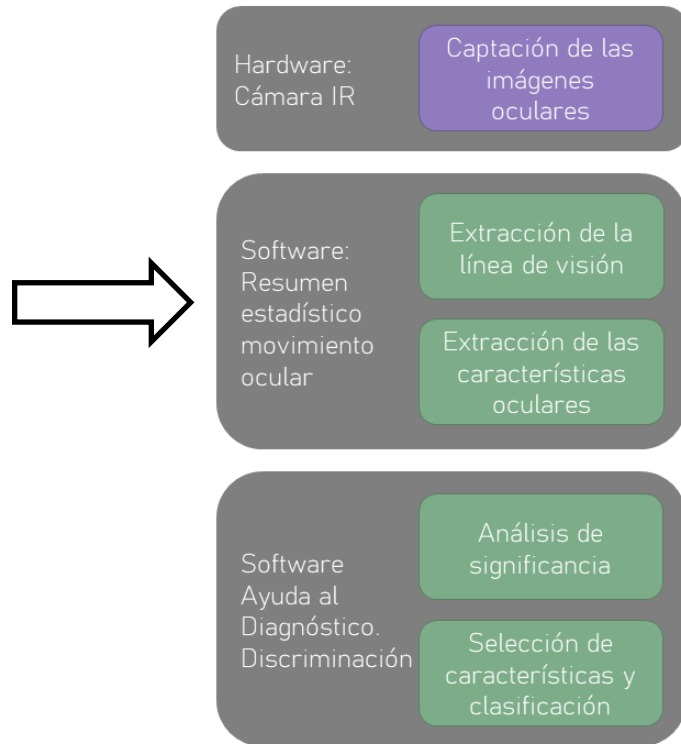 Hardware:
Cámara IR
Captación de las
imágenes
oculares
Software:
Resumen
estadístico
movimiento
ocular
Extracción de la
línea de visión
Extracción de las
características
oculares
Software
Ayuda al
Diagnóstico.
Discriminación
Análisis de
significancia
Selección de
características y
clasificación